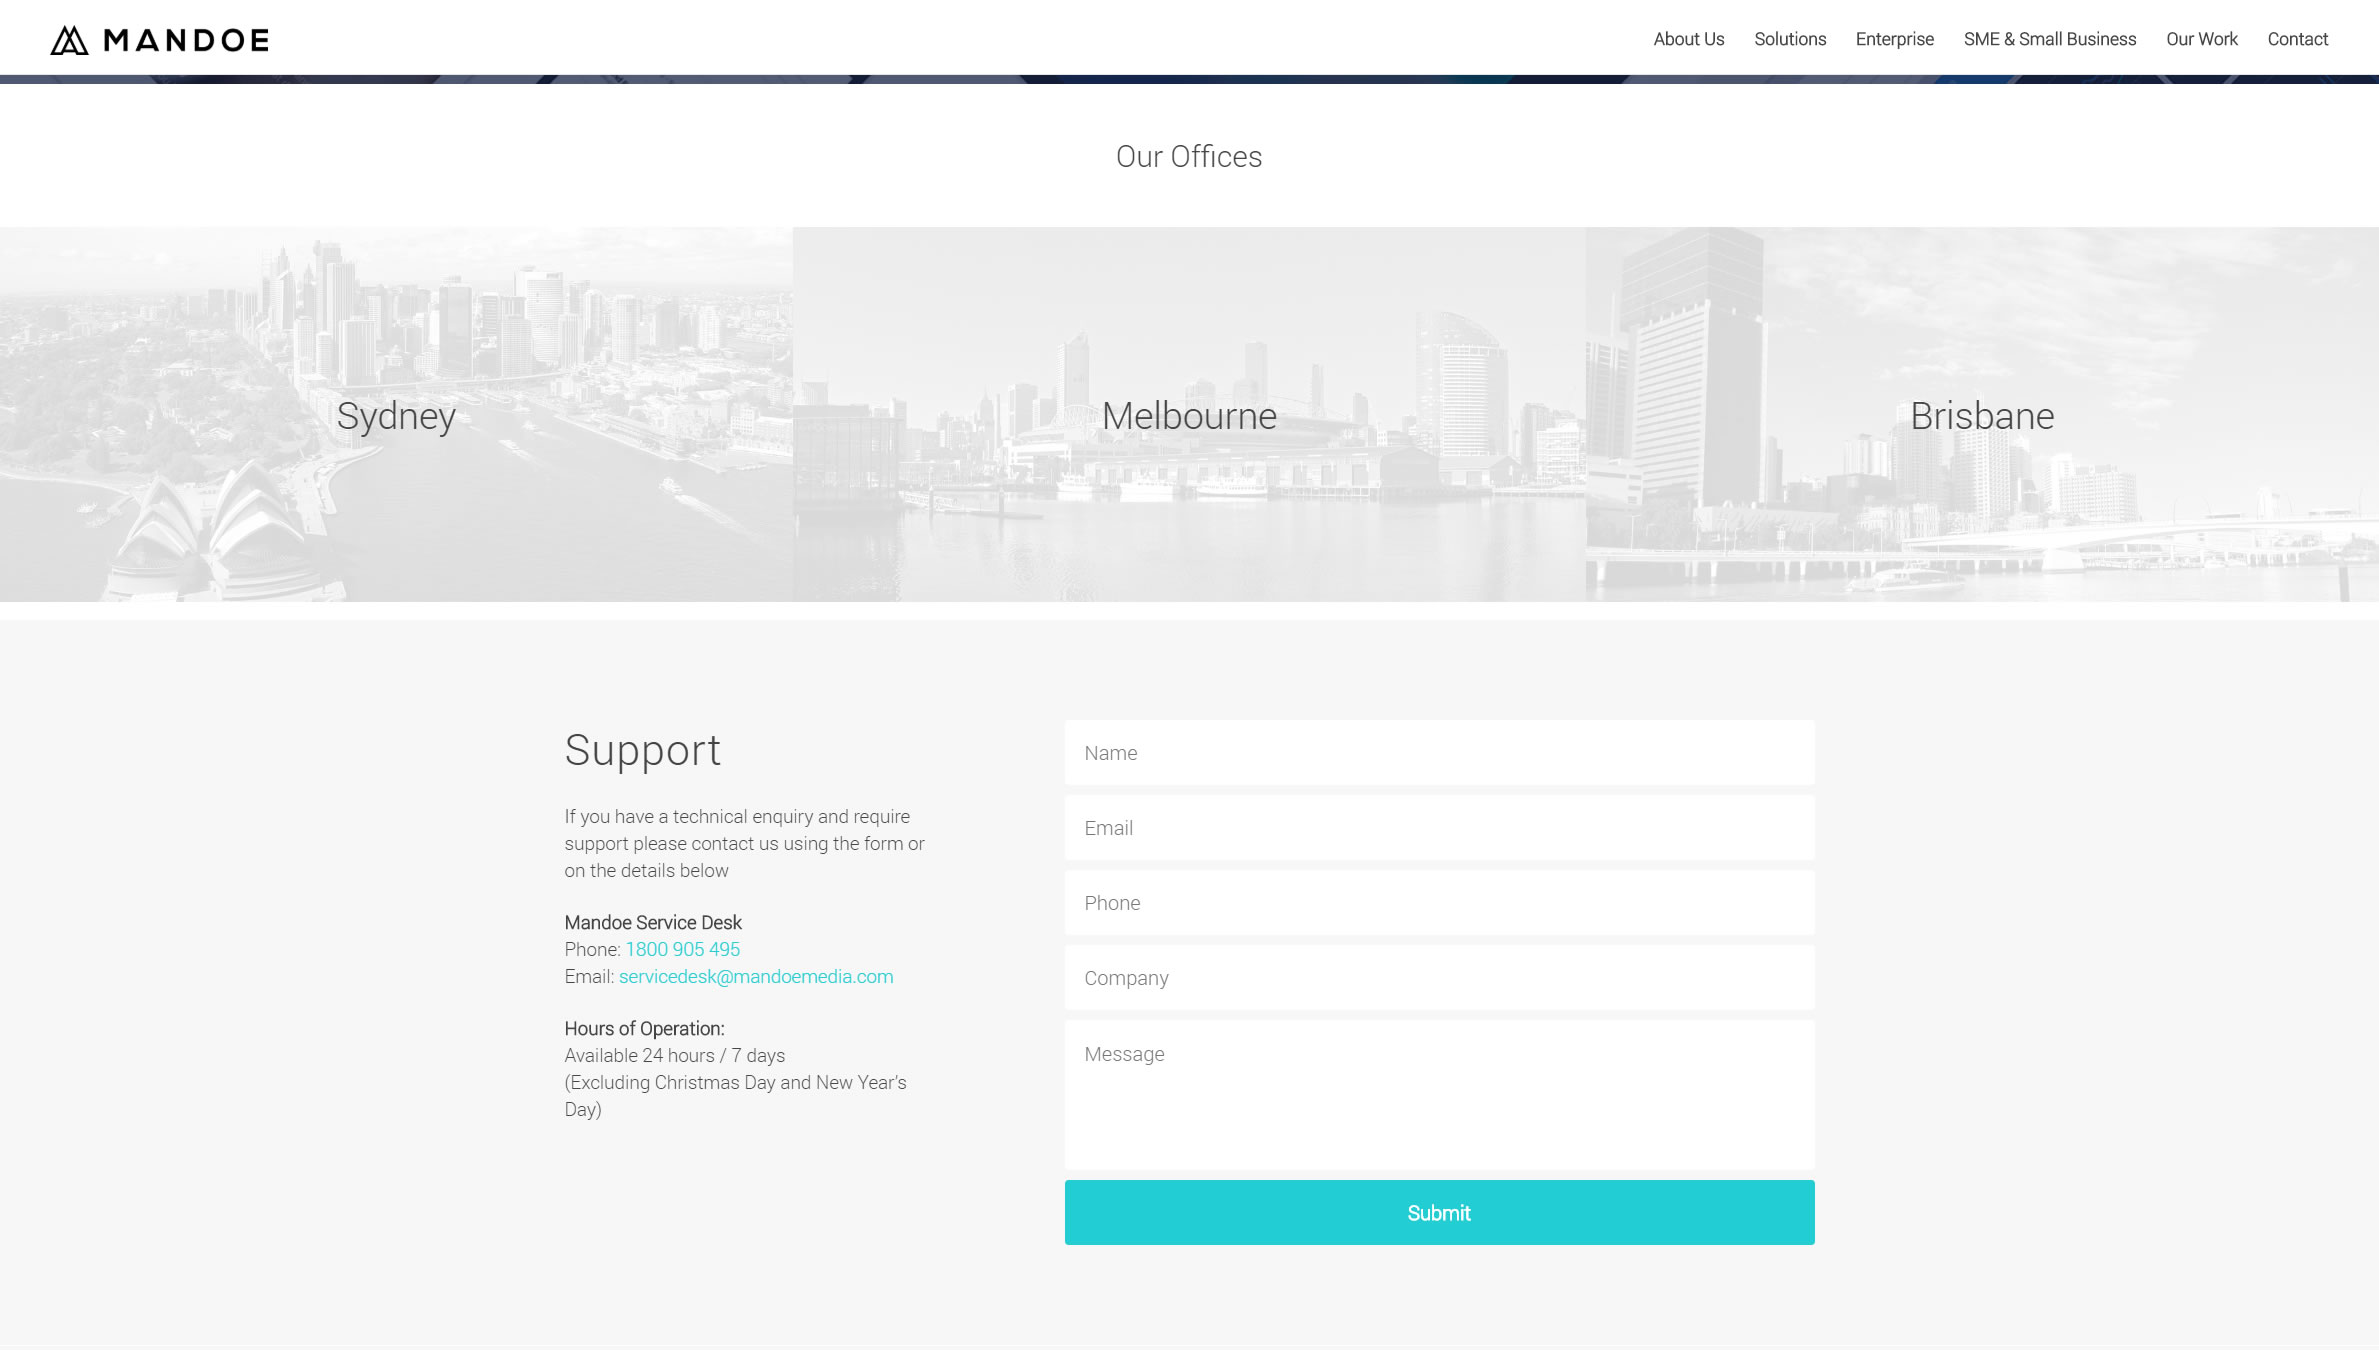 MANDOE
About Us
Solutions
Enterprise
SME & Small Business
Our Work
Contact
Our Offices
Sydney
Melbourne
Brisbane
Support
If you have a technical enquiry and require
support please contact us using the form or
on the details below
Mandoe Service Desk
Phone: 1800 905 495
Email: servicedesk@mandoemedia.com
Hours of Operation:
Available 24 hours / 7 days
(Excluding Christmas Day and New Year's
Day)
Name
Email
Phone
Company
Message
Submit